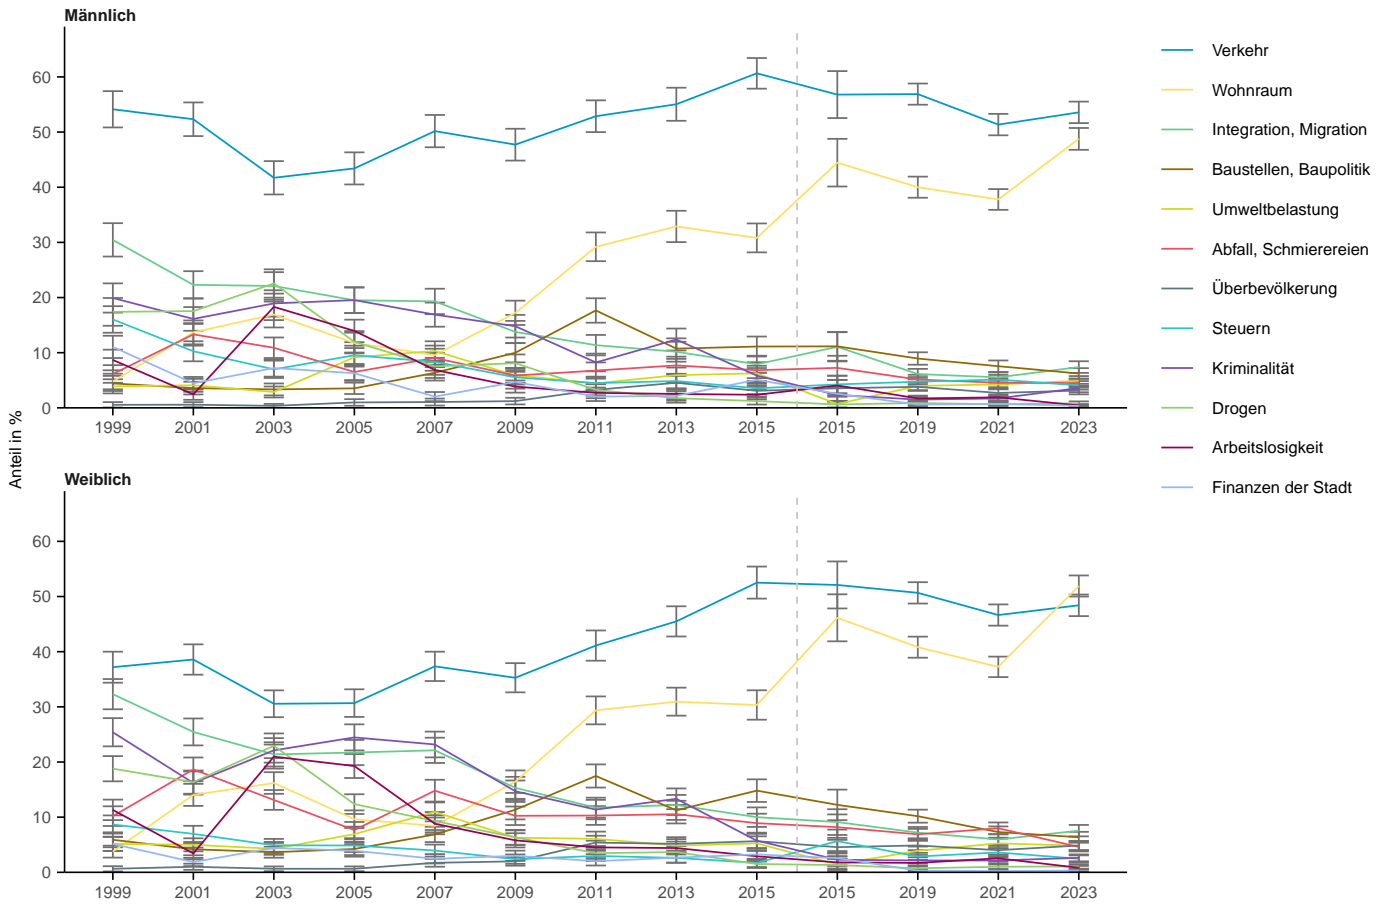 Männlich
60
50
40
30
20
10
0
1999 2001 2003 2005 2007 2009 2011 2013 2015 2015 2019 2021 2023
Anteil in %
Weiblich
60
50
40
30
20
10
0
1999 2001 2003 2005 2007 2009 2011 2013 2015 2015 2019 2021 2023
Verkehr
Wohnraum
Integration, Migration
Baustellen, Baupolitik
Umweltbelastung
Abfall, Schmierereien
Überbevölkerung
Steuern
Kriminalität
Drogen
Arbeitslosigkeit
Finanzen der Stadt